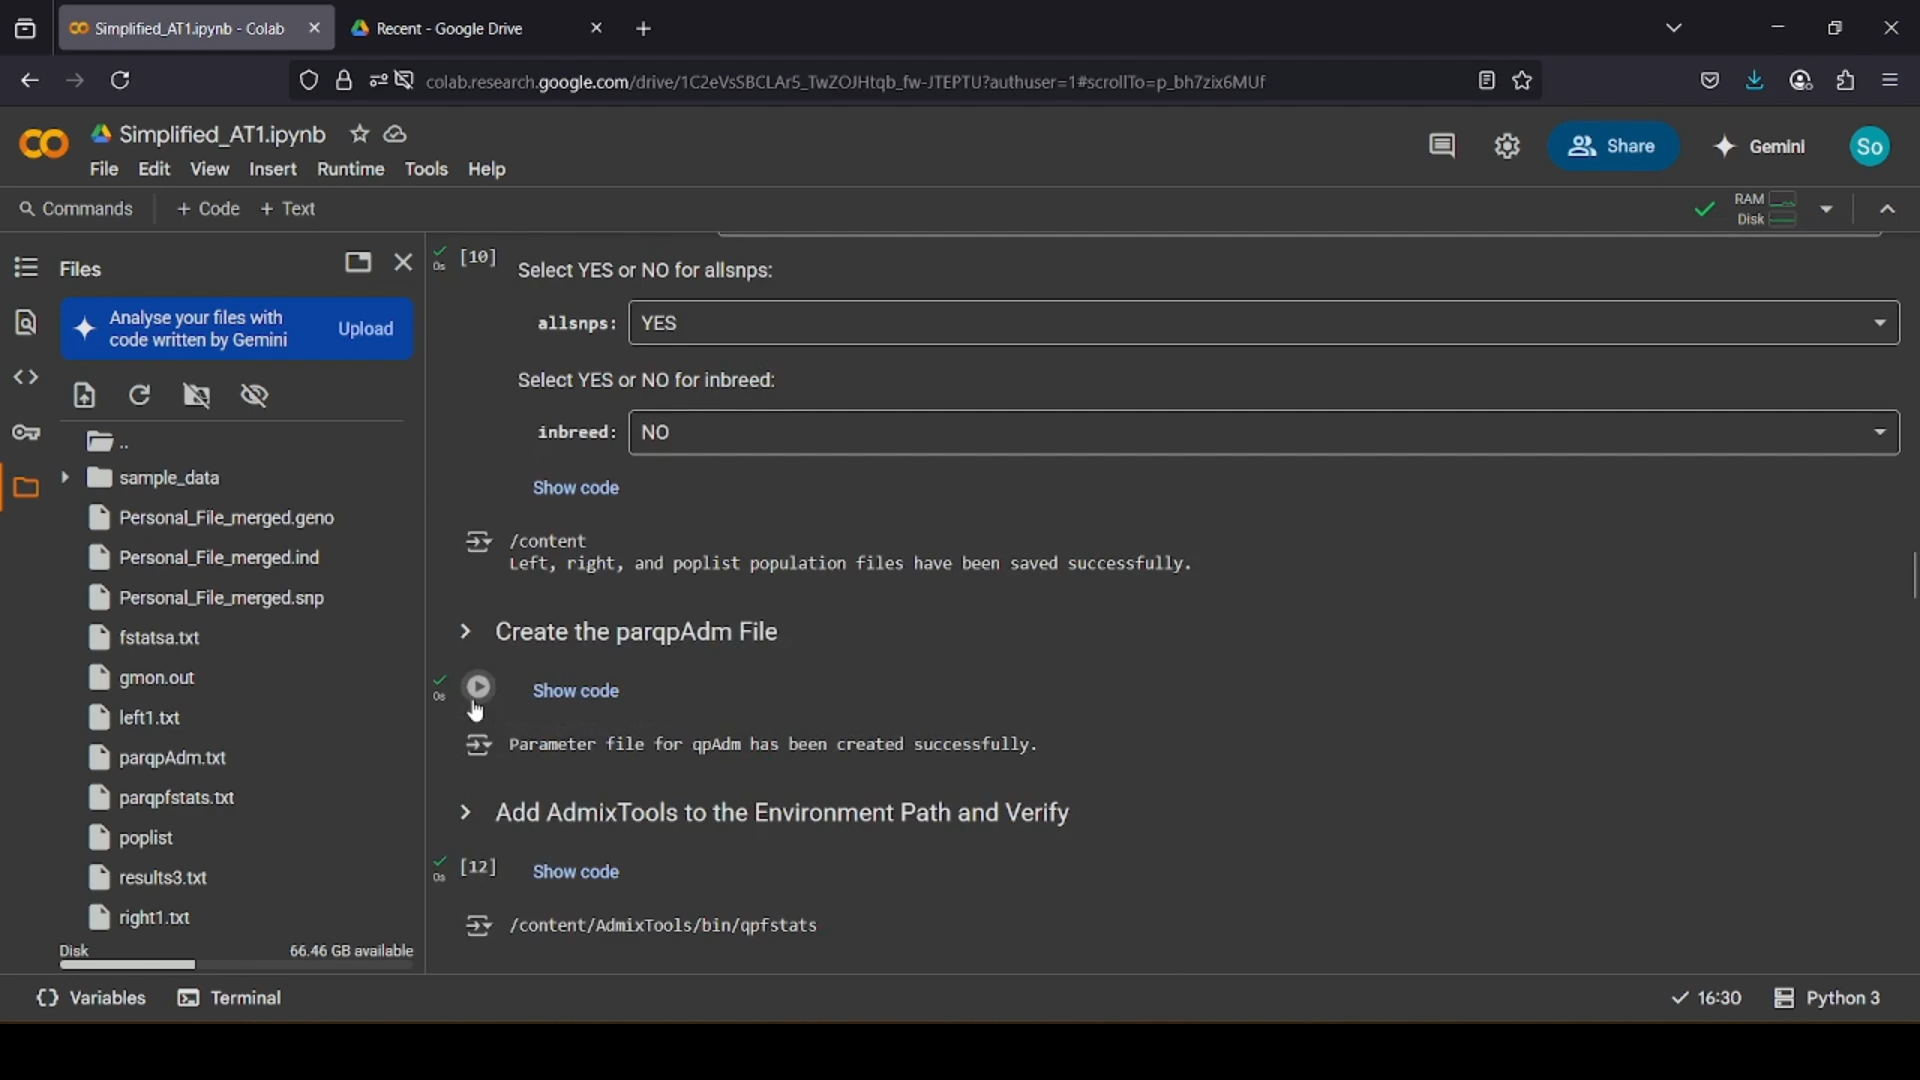 Simplified_AT1.ipynb - Colab
Recent - Google Drive
colab.research.google.com/drive/1C2eVsSBCLAr5_TwZOJHtqb_fw-JTEPTU?authuser=1#scrollTo=p_bh7zix6MUf
Simplified_AT1.ipynb
File Edit View Insert Runtime Tools Help
Share
Gemini
So
Commands + Code + Text
RAM
Disk
Files
Analyse your files with
code written by Gemini
Upload
..
sample_data
Personal_File_merged.geno
Personal_File_merged.ind
Personal_File_merged.snp
fstatsa.txt
gmon.out
left1.txt
parqpAdm.txt
parqpfstats.txt
poplist
results3.txt
right1.txt
Disk 66.46 GB available
0s [10]
Select YES or NO for allsnps:
allsnps: YES
Select YES or NO for inbreed:
inbreed: NO
Show code
/content
Left, right, and poplist population files have been saved successfully.
Create the parqpAdm File
0s Show code
Parameter file for qpAdm has been created successfully.
Add AdmixTools to the Environment Path and Verify
0s [12] Show code
/content/AdmixTools/bin/qpfstats
Variables Terminal
16:30 Python 3